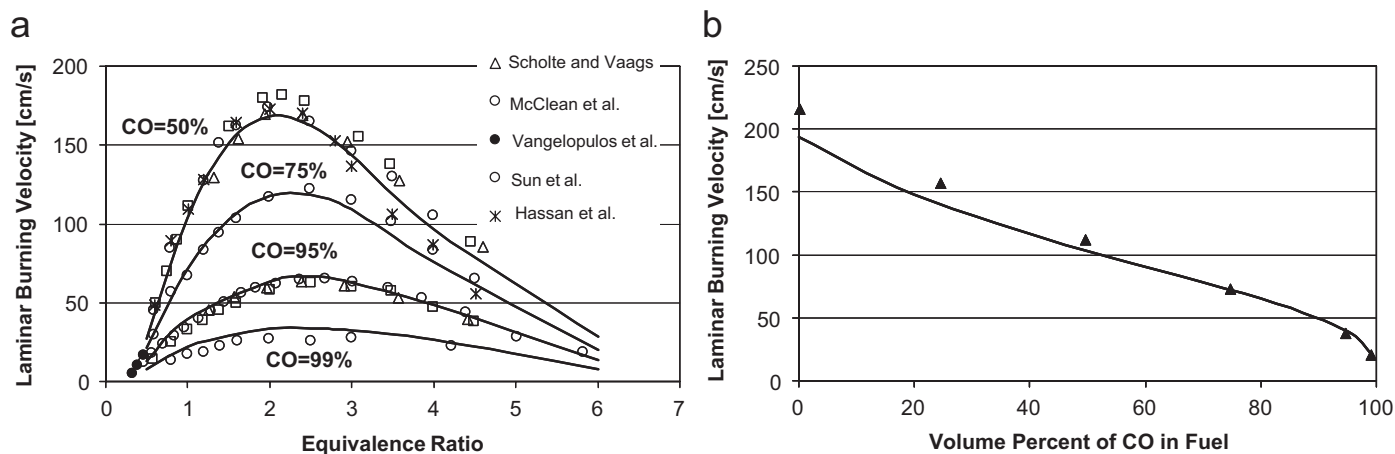 a
Laminar Burning Velocity [cm/s]
200
150
100
50
0
0 1 2 3 4 5 6 7
Equivalence Ratio
CO=50%
CO=75%
CO=95%
CO=99%
Scholte and Vaags
McClean et al.
Vangelopulos et al.
Sun et al.
Hassan et al.
b
Laminar Burning Velocity [cm/s]
250
200
150
100
50
0
0 20 40 60 80 100
Volume Percent of CO in Fuel